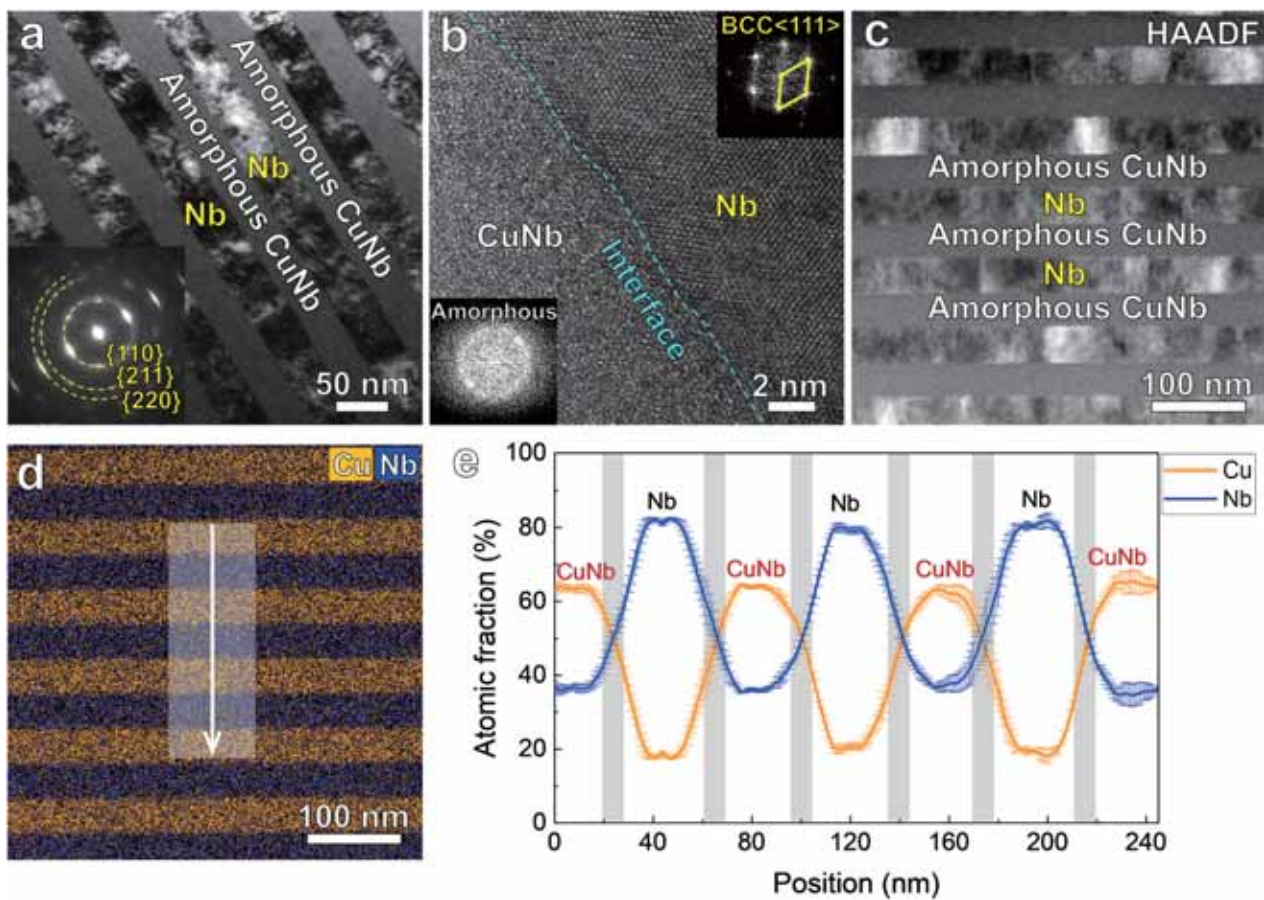 a
Amorphous CuNb
Nb
Amorphous CuNb
Nb
{110}
{211}
{220}
50 nm
b
BCC<111>
CuNb
Nb
Interface
Amorphous
2 nm
c
HAADF
Amorphous CuNb
Nb
Amorphous CuNb
Nb
Amorphous CuNb
100 nm
d
Cu Nb
100 nm
e
Atomic fraction (%)
100
80
60
40
20
0
CuNb
Nb
CuNb
Nb
CuNb
Nb
CuNb
Cu
Nb
0 40 80 120 160 200 240
Position (nm)